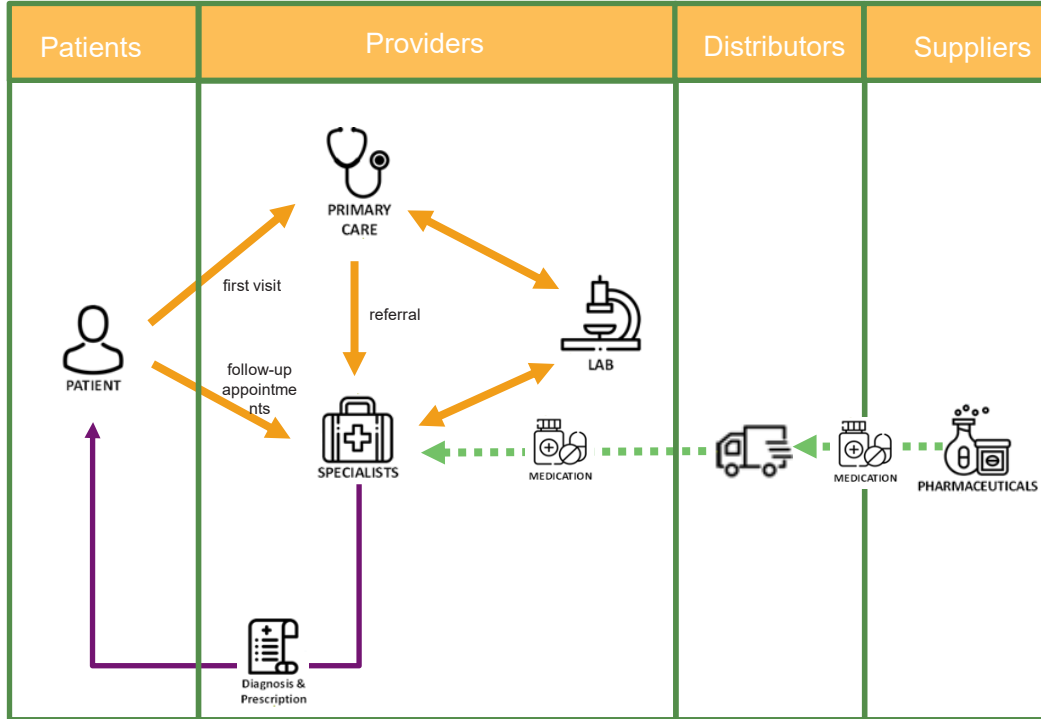 Patients
Providers
Distributors
Suppliers
PRIMARY
CARE
first visit
referral
LAB
PATIENT
follow-up
appointme
nts
SPECIALISTS
MEDICATION
MEDICATION
PHARMACEUTICALS
Diagnosis &
Prescription